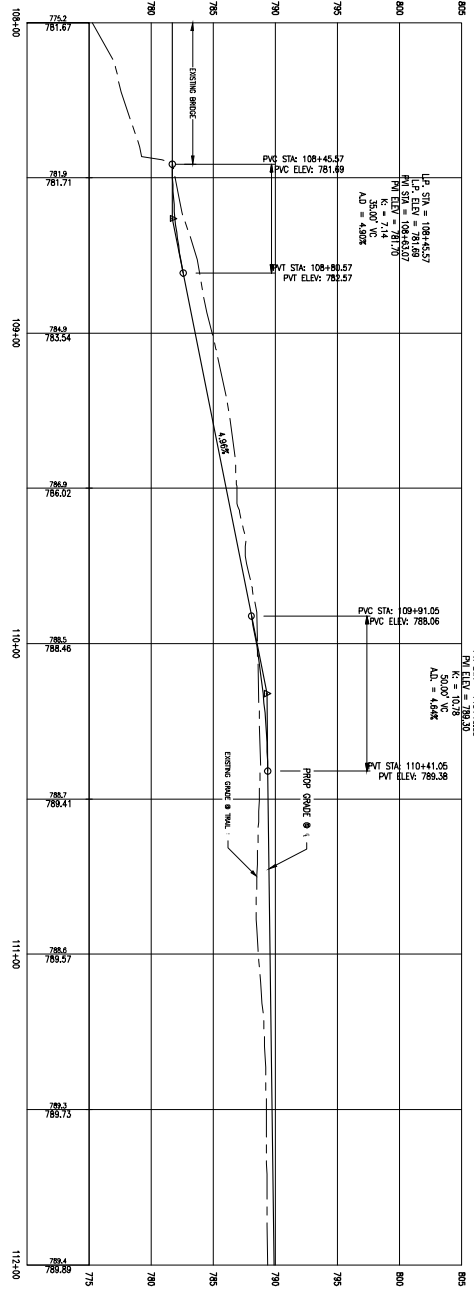 805
800
795
790
785
780
775
805
800
795
790
785
780
775
L.P. STA = 108+45.57
L.P. ELEV = 781.69
PVI STA = 108+63.07
PVI ELEV = 781.70
K: = 7.14
35.00' VC
A.D. = 4.90%
PVI ELEV = 789.30
K: = 10.78
50.00' VC
A.D. = 4.64%
PVC STA: 108+45.57
PVC ELEV: 781.69
PVT STA: 108+80.57
PVT ELEV: 782.57
PVC STA: 109+91.05
PVC ELEV: 788.06
PVT STA: 110+41.05
PVT ELEV: 789.38
EXISTING BRIDGE
4.96%
PROP GRADE @ ℄
EXISTING GRADE @ TRAIL
775.2
781.67
781.9
781.71
784.9
783.54
786.9
786.02
788.5
788.46
788.7
789.41
788.6
789.57
789.3
789.73
789.4
789.89
108+00
109+00
110+00
111+00
112+00